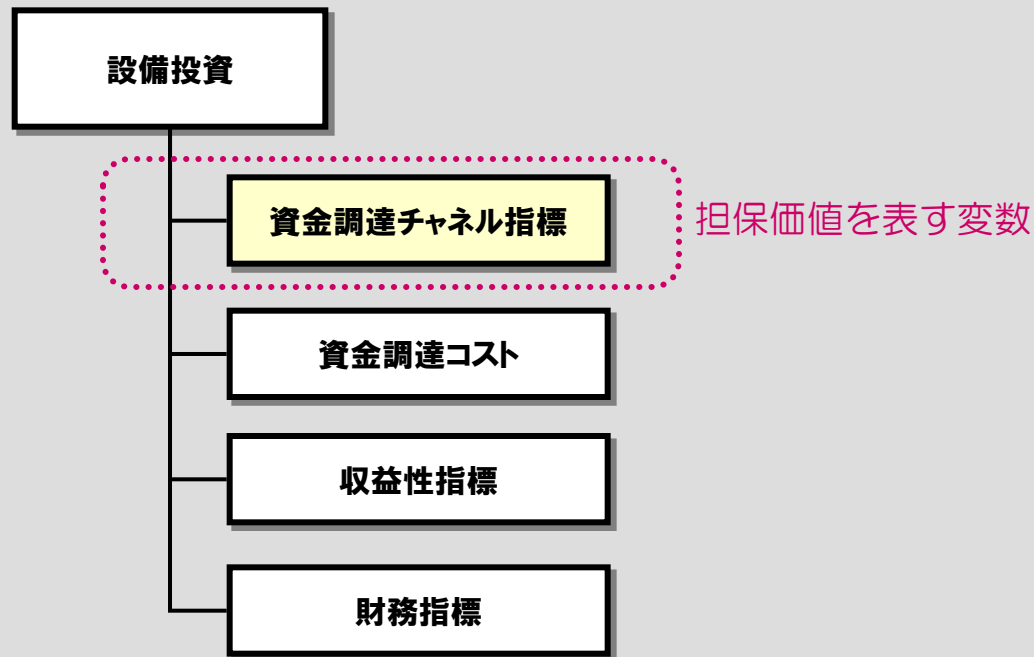 設備投資
資金調達チャネル指標
担保価値を表す変数
資金調達コスト
収益性指標
財務指標